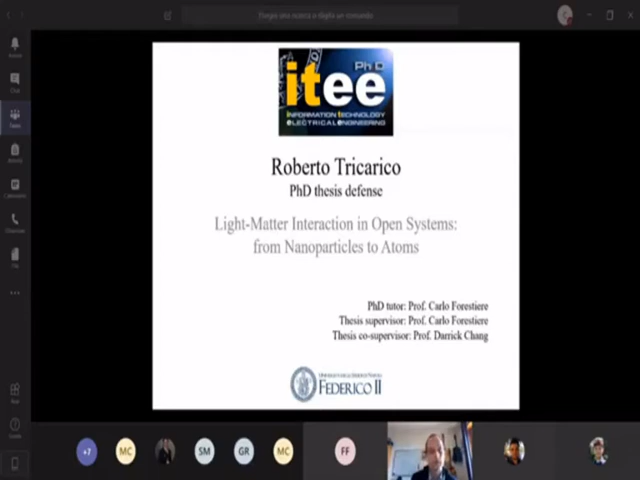 Ph D
itee
INFORMATION TECHNOLOGY
ELECTRICAL ENGINEERING
Roberto Tricarico
PhD thesis defense
Light-Matter Interaction in Open Systems:
from Nanoparticles to Atoms
PhD tutor: Prof. Carlo Forestiere
Thesis supervisor: Prof. Carlo Forestiere
Thesis co-supervisor: Prof. Darrick Chang
FEDERICO II
+7
MC
SM
GR
MC
FF